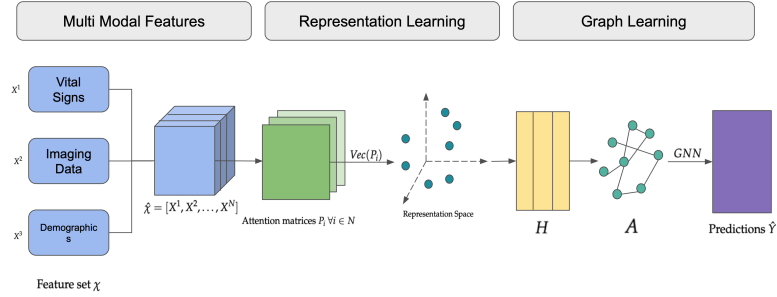 Multi Modal Features
Representation Learning
Graph Learning
X¹
Vital
Signs
X²
Imaging
Data
X³
Demographic
s
Feature set χ
χ̂ = [X¹, X², . . . , Xᴺ]
Attention matrices Pᵢ ∀i ∈ N
Vec(Pᵢ)
Representation Space
H
A
GNN
Predictions Ŷ